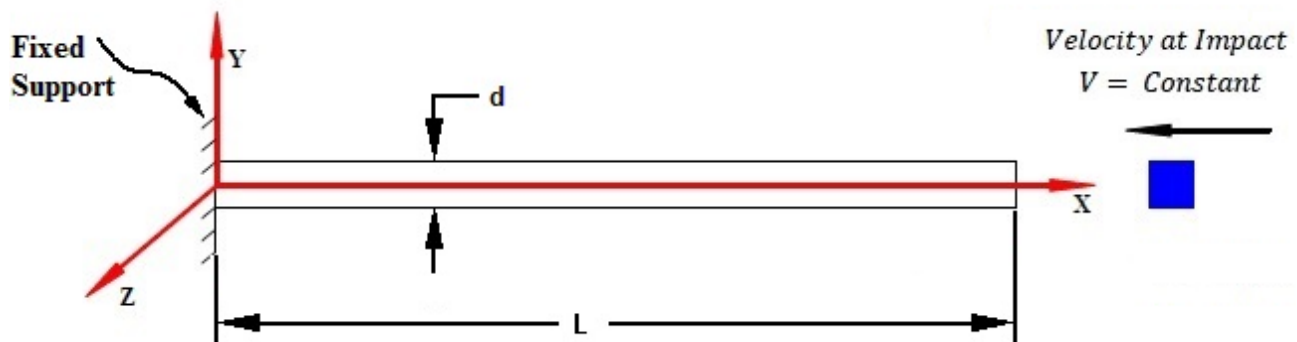 Fixed
Support
Y
d
Velocity at Impact
V = Constant
X
Z
L